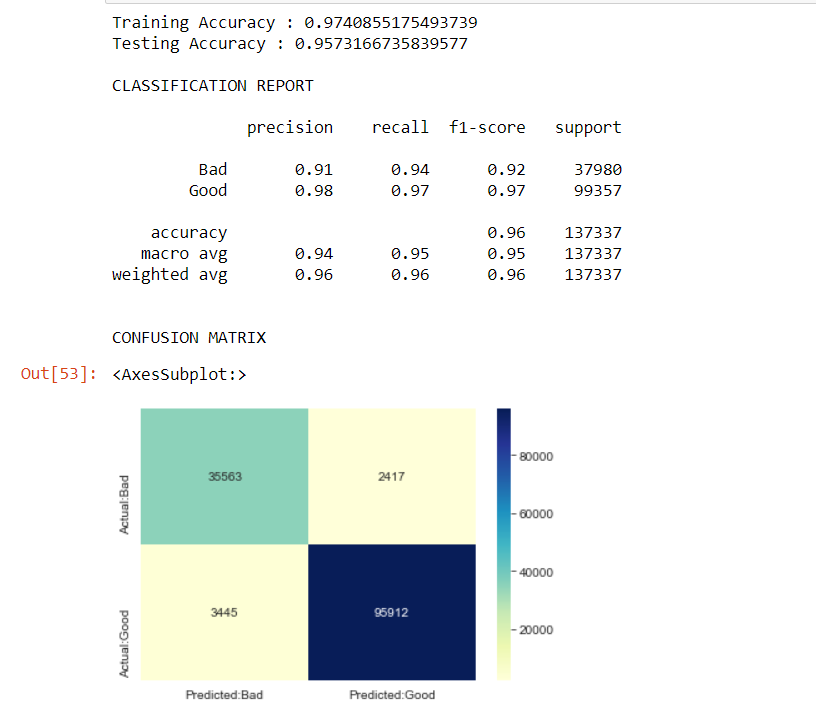 Training Accuracy : 0.9740855175493739
Testing Accuracy : 0.9573166735839577
CLASSIFICATION REPORT
precision recall f1-score support
Bad 0.91 0.94 0.92 37980
Good 0.98 0.97 0.97 99357
accuracy 0.96 137337
macro avg 0.94 0.95 0.95 137337
weighted avg 0.96 0.96 0.96 137337
CONFUSION MATRIX
Out[53]: <AxesSubplot:>
Actual:Bad
35563 2417
Actual:Good
3445 95912
Predicted:Bad Predicted:Good
80000
60000
40000
20000